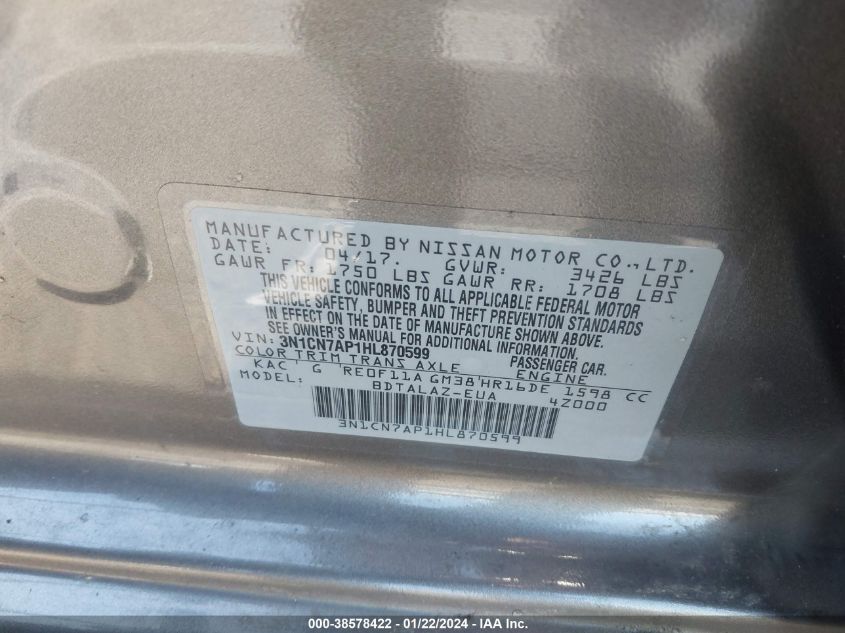 MANUFACTURED BY NISSAN MOTOR CO.,LTD.
DATE: 04/17. GVWR: 3426 LBS
GAWR FR: 1750 LBS GAWR RR: 1708 LBS
THIS VEHICLE CONFORMS TO ALL APPLICABLE FEDERAL MOTOR
VEHICLE SAFETY, BUMPER AND THEFT PREVENTION STANDARDS
IN EFFECT ON THE DATE OF MANUFACTURE SHOWN ABOVE.
SEE OWNER'S MANUAL FOR ADDITIONAL INFORMATION.
VIN: 3N1CN7AP1HL870599 PASSENGER CAR.
COLOR TRIM TRANS AXLE ENGINE
KAC G RE0F11A GM38 HR16DE 1598 CC
MODEL: BDTALAZ-EUA 4Z000
3N1CN7AP1HL870599
000-38578422 - 01/22/2024 - IAA Inc.